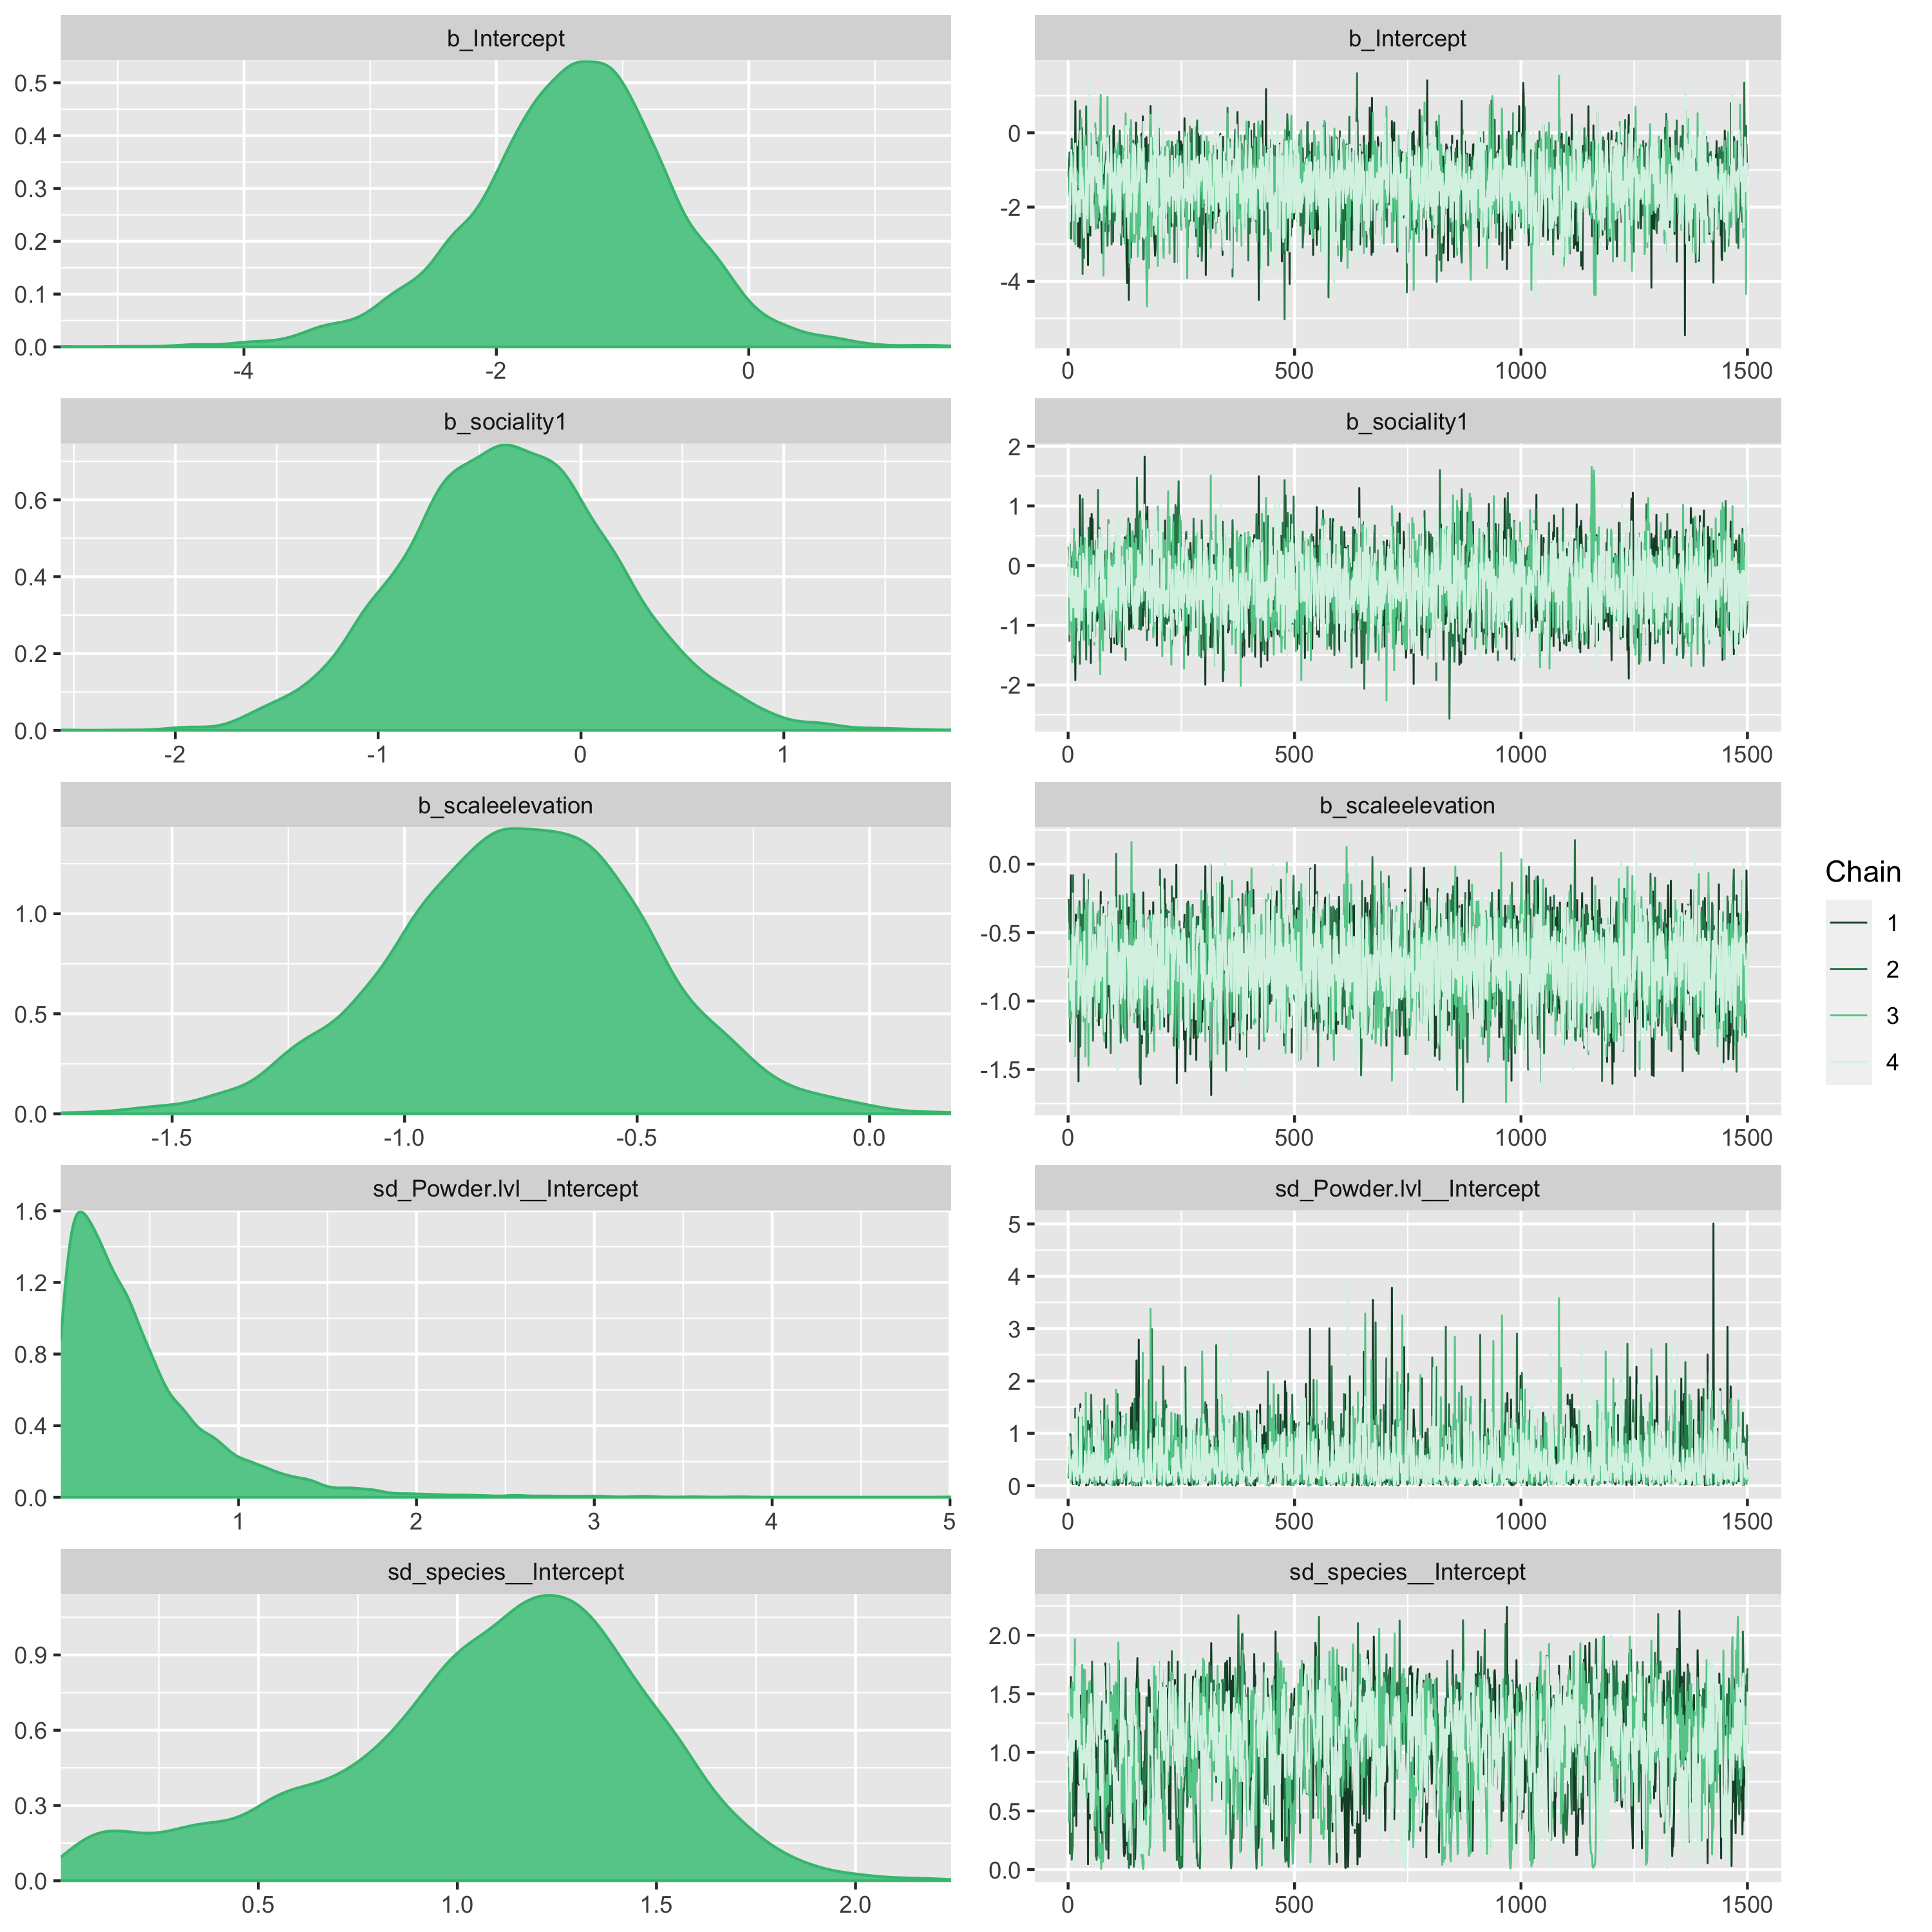 b_Intercept
0.5
0.4
0.3
0.2
0.1
0.0
-4 -2 0
b_Intercept
0
-2
-4
0 500 1000 1500
b_sociality1
0.6
0.4
0.2
0.0
-2 -1 0 1
b_sociality1
2
1
0
-1
-2
0 500 1000 1500
b_scaleelevation
1.0
0.5
0.0
-1.5 -1.0 -0.5 0.0
b_scaleelevation
0.0
-0.5
-1.0
-1.5
0 500 1000 1500
sd_Powder.lvl__Intercept
1.6
1.2
0.8
0.4
0.0
1 2 3 4 5
sd_Powder.lvl__Intercept
5
4
3
2
1
0
0 500 1000 1500
sd_species__Intercept
0.9
0.6
0.3
0.0
0.5 1.0 1.5 2.0
sd_species__Intercept
2.0
1.5
1.0
0.5
0.0
0 500 1000 1500
Chain
1
2
3
4